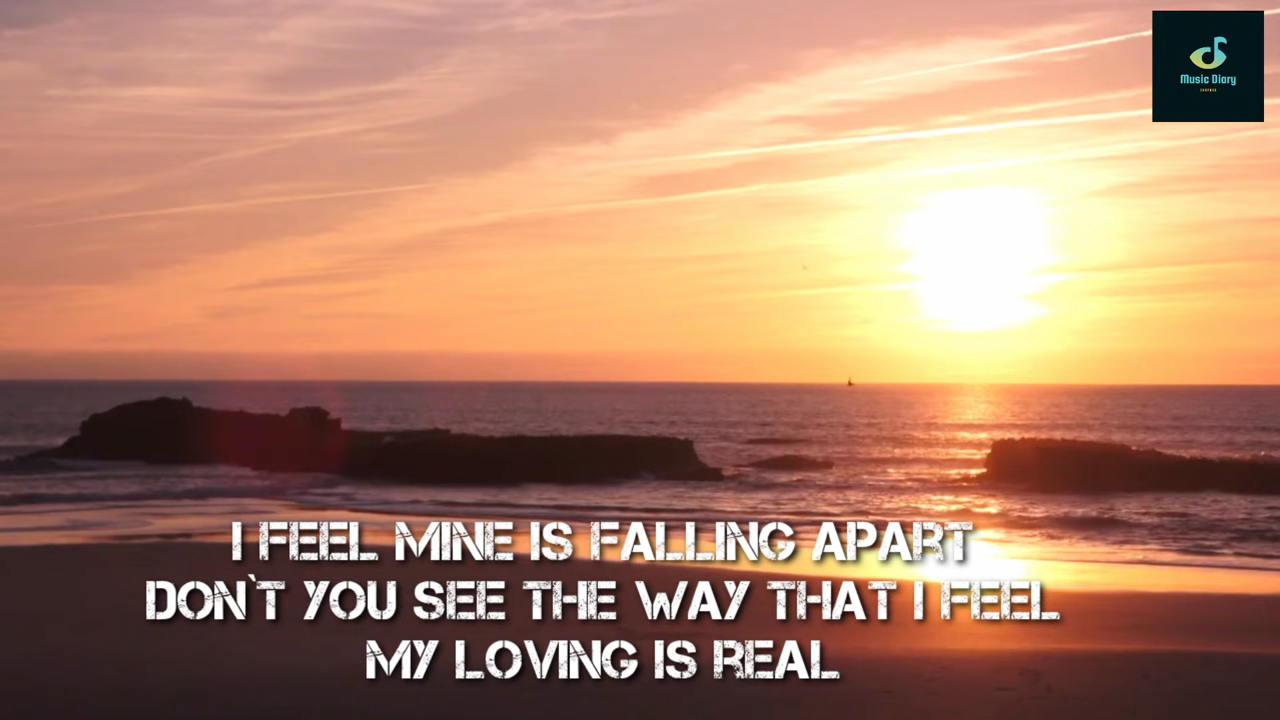 Music Diary
I FEEL MINE IS FALLING APART
DON`T YOU SEE THE WAY THAT I FEEL
MY LOVING IS REAL